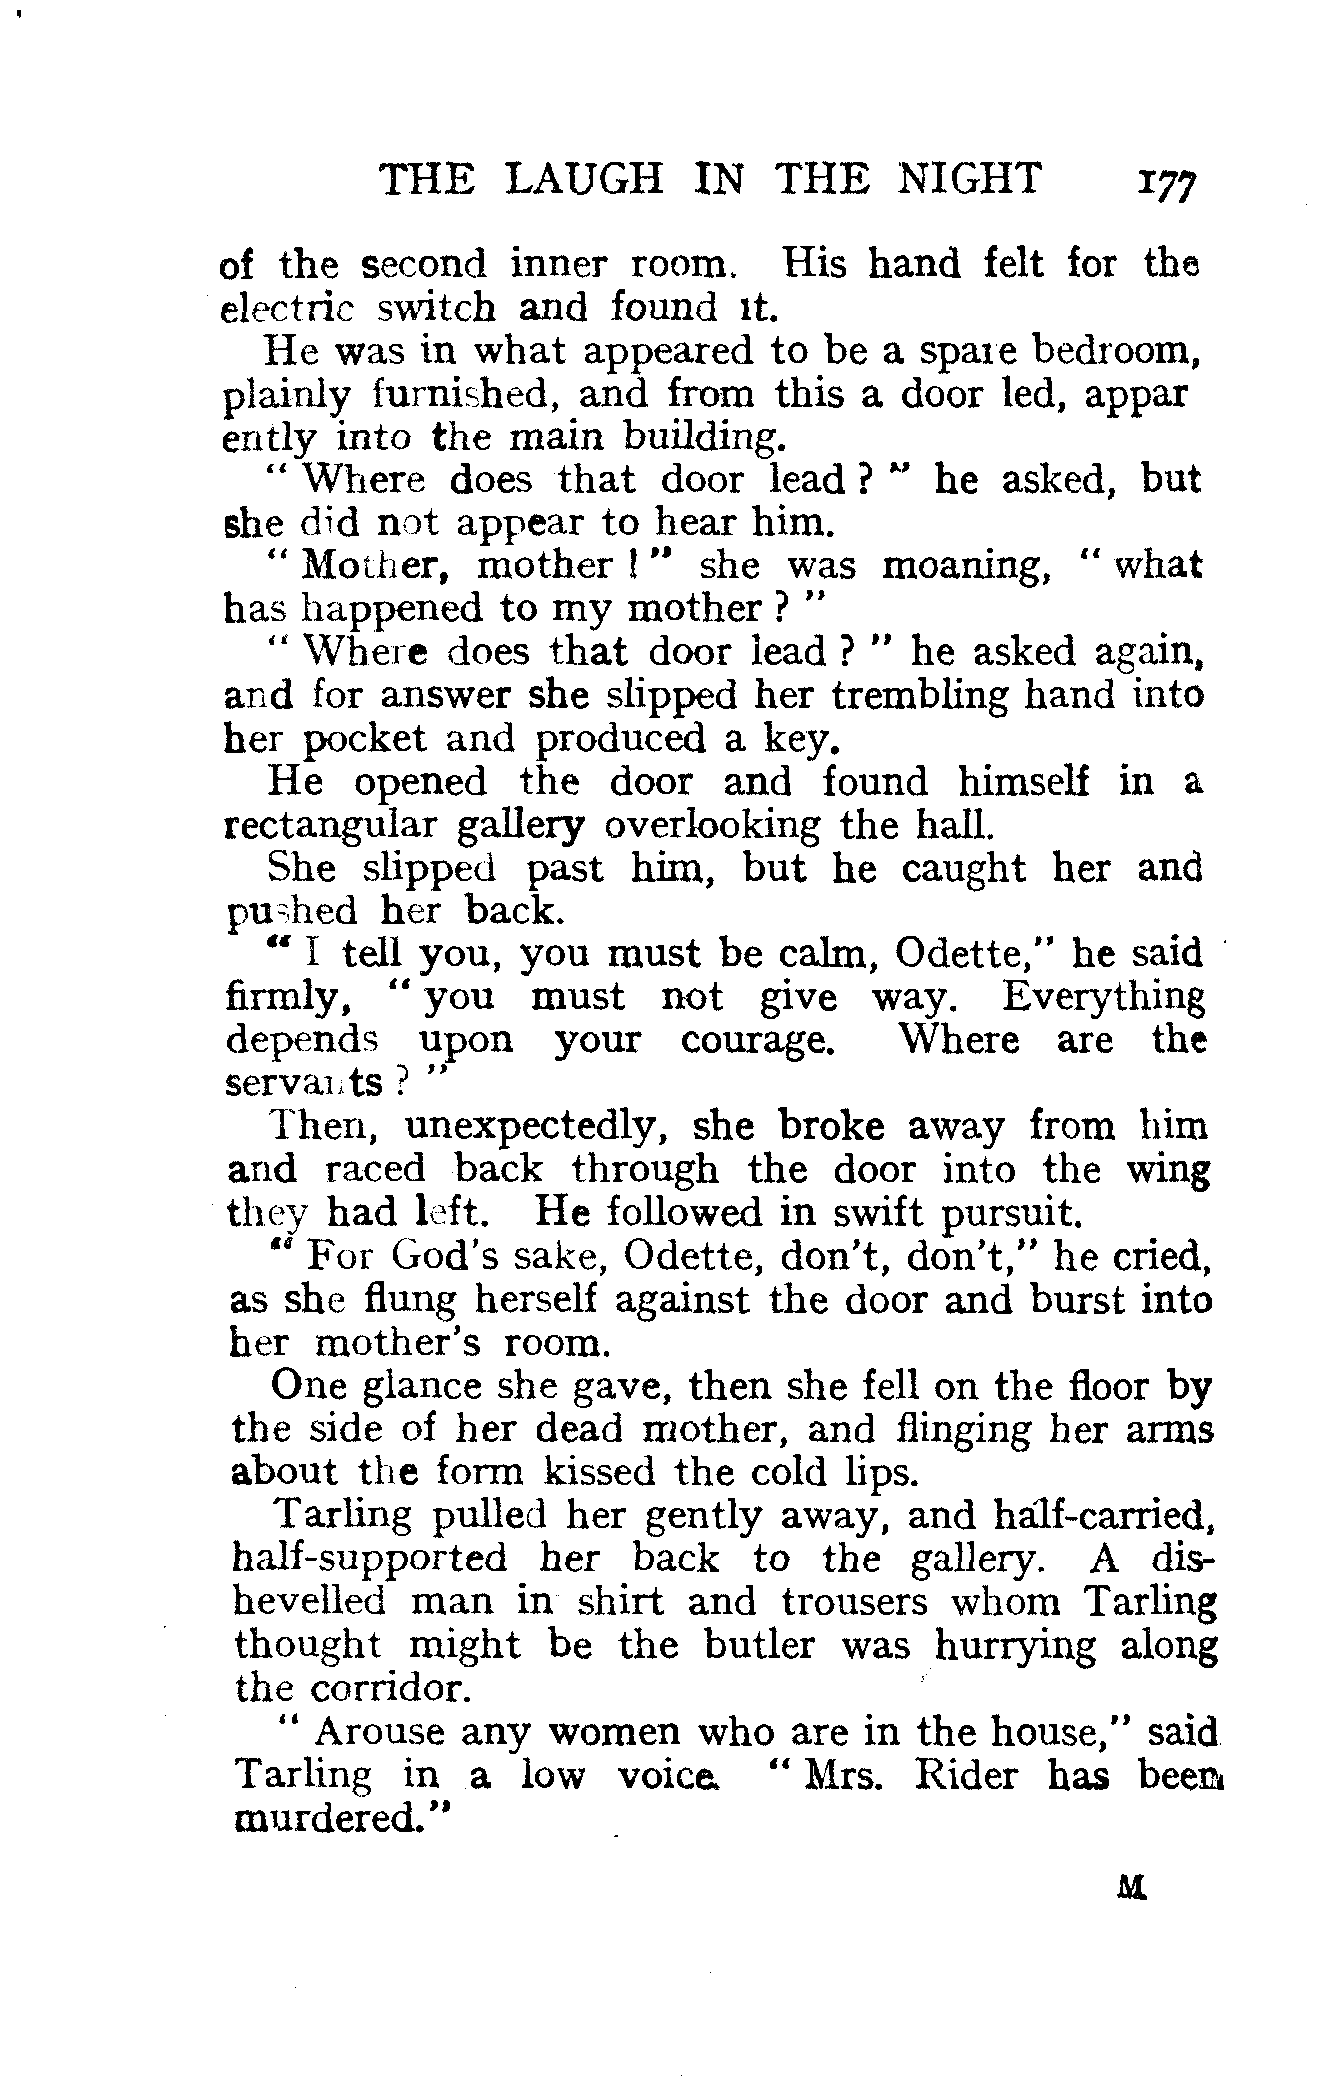 THE LAUGH IN THE NIGHT 177
of the second inner room. His hand felt for the
electric switch and found it.
He was in what appeared to be a spare bedroom,
plainly furnished, and from this a door led, appar
ently into the main building.
" Where does that door lead ? " he asked, but
she did not appear to hear him.
" Mother, mother ! " she was moaning, " what
has happened to my mother ? "
" Where does that door lead ? " he asked again,
and for answer she slipped her trembling hand into
her pocket and produced a key.
He opened the door and found himself in a
rectangular gallery overlooking the hall.
She slipped past him, but he caught her and
pushed her back.
" I tell you, you must be calm, Odette," he said
firmly, " you must not give way. Everything
depends upon your courage. Where are the
servants ? "
Then, unexpectedly, she broke away from him
and raced back through the door into the wing
they had left. He followed in swift pursuit.
" For God's sake, Odette, don't, don't," he cried,
as she flung herself against the door and burst into
her mother's room.
One glance she gave, then she fell on the floor by
the side of her dead mother, and flinging her arms
about the form kissed the cold lips.
Tarling pulled her gently away, and half-carried,
half-supported her back to the gallery. A dis-
hevelled man in shirt and trousers whom Tarling
thought might be the butler was hurrying along
the corridor.
" Arouse any women who are in the house," said
Tarling in a low voice. " Mrs. Rider has been
murdered."
M